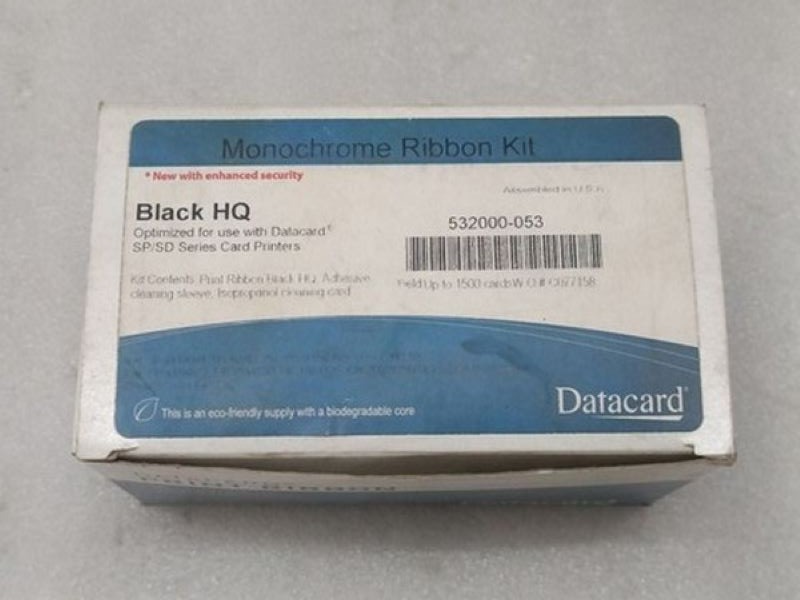 Monochrome Ribbon Kit
* New with enhanced security
Assembled in U.S.A.
Black HQ
532000-053
Optimized for use with Datacard®
SP/SD Series Card Printers
Kit Contents: Print Ribbon Black HQ, Adhesive
cleaning sleeve, Isopropanol cleaning card
Yield Up to 1500 cards
This is an eco-friendly supply with a biodegradable core
Datacard®
PRINT RIBBON